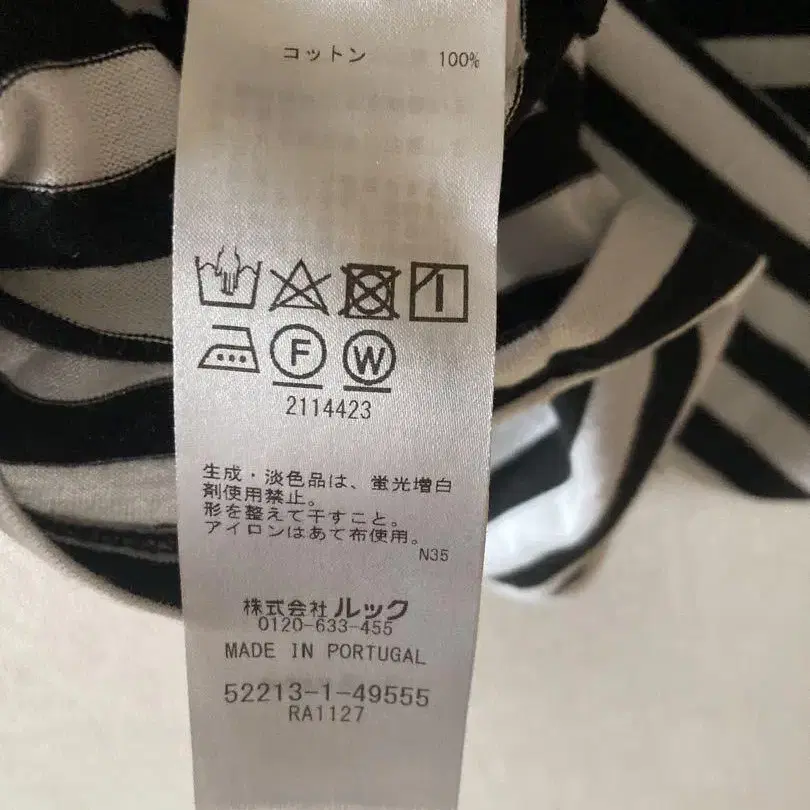 コットン 100%
F W
2114423
生成・淡色品は、蛍光増白
剤使用禁止。
形を整えて干すこと。
アイロンはあて布使用。
N35
株式会社 ルック
0120-633-455
MADE IN PORTUGAL
52213-1-49555
RA1127